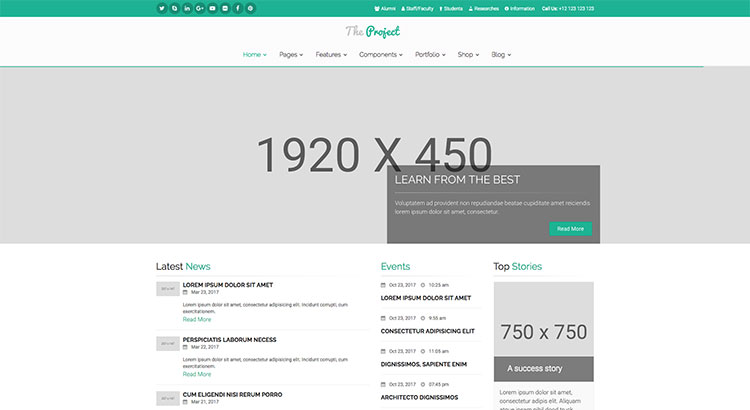 Alumni Staff/Faculty Students Researches Information Call Us: +12 123 123 123
The Project
Home Pages Features Components Portfolio Shop Blog
1920 X 450
LEARN FROM THE BEST
Voluptatem ad provident non repudiandae beatae cupiditate amet reiciendis
lorem ipsum dolor sit amet, consectetur.
Read More
Latest News
LOREM IPSUM DOLOR SIT AMET
Mar 23, 2017
Lorem ipsum dolor sit amet, consectetur adipisicing elit. Incidunt corrupti, cum
exercitationem.
Read More
PERSPICIATIS LABORUM NECESS
Mar 22, 2017
Lorem ipsum dolor sit amet, consectetur adipisicing elit. Incidunt corrupti, cum
exercitationem.
Read More
CUM ELIGENDI NISI RERUM PORRO
Mar 21, 2017
Events
Oct 23, 2017 10:25 am
LOREM IPSUM DOLOR SIT AMET
Oct 23, 2017 9:55 am
CONSECTETUR ADIPISICING ELIT
Oct 23, 2017 11:05 am
DIGNISSIMOS, SAPIENTE ENIM
Oct 23, 2017 07:45 pm
ARCHITECTO DIGNISSIMOS
Top Stories
750 x 750
A success story
Lorem ipsum dolor sit amet,
consectetur adipisicing elit.